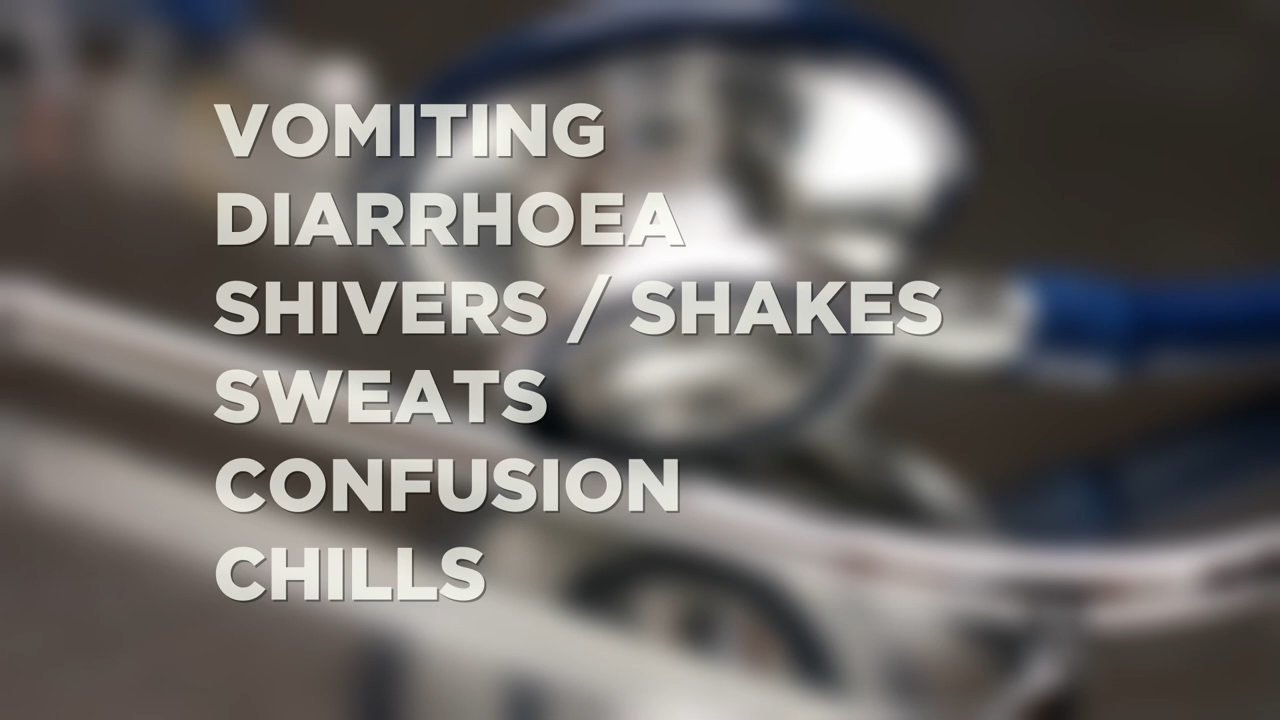 VOMITING
DIARRHOEA
SHIVERS / SHAKES
SWEATS
CONFUSION
CHILLS